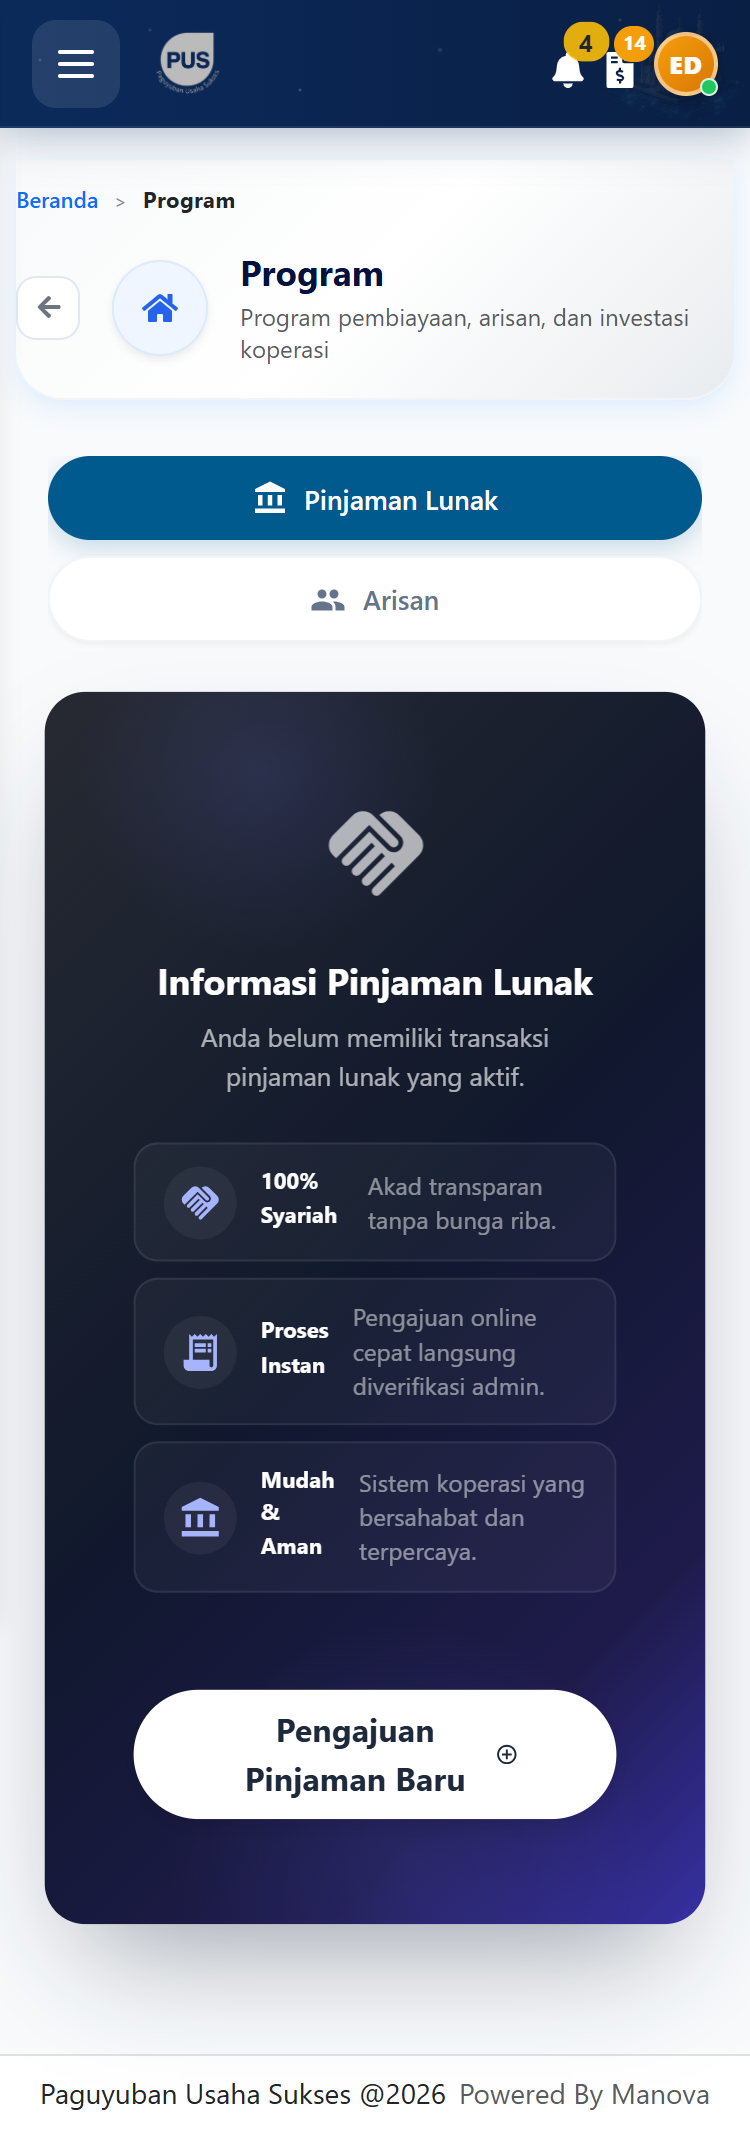 PUS
Paguyuban Usaha Sukses
4
14
ED
Beranda > Program
Program
Program pembiayaan, arisan, dan investasi
koperasi
Pinjaman Lunak
Arisan
Informasi Pinjaman Lunak
Anda belum memiliki transaksi
pinjaman lunak yang aktif.
100%
Syariah
Akad transparan
tanpa bunga riba.
Proses
Instan
Pengajuan online
cepat langsung
diverifikasi admin.
Mudah
&
Aman
Sistem koperasi yang
bersahabat dan
terpercaya.
Pengajuan
Pinjaman Baru
Paguyuban Usaha Sukses @2026 Powered By Manova